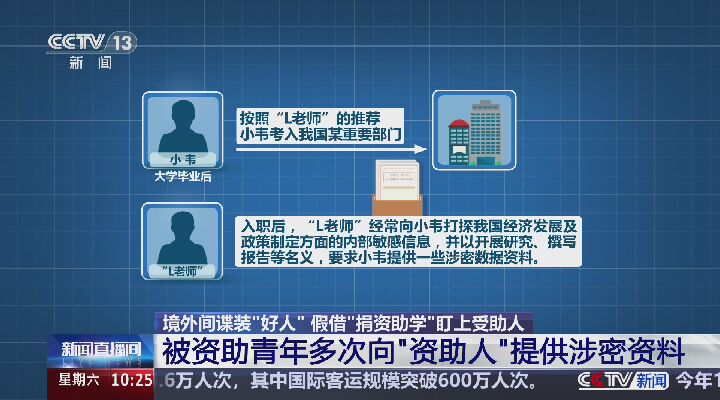 CCTV 13
新闻
按照“L老师”的推荐
小韦考入我国某重要部门
小韦
大学毕业后
入职后，“L老师”经常向小韦打探我国经济发展及
政策制定方面的内部敏感信息，并以开展研究、撰写
报告等名义，要求小韦提供一些涉密数据资料。
“L老师”
境外间谍装"好人" 假借"捐资助学"盯上受助人
新闻直播间
被资助青年多次向"资助人"提供涉密资料
星期六 10:25
.6万人次，其中国际客运规模突破600万人次。
CCTV新闻
今年1